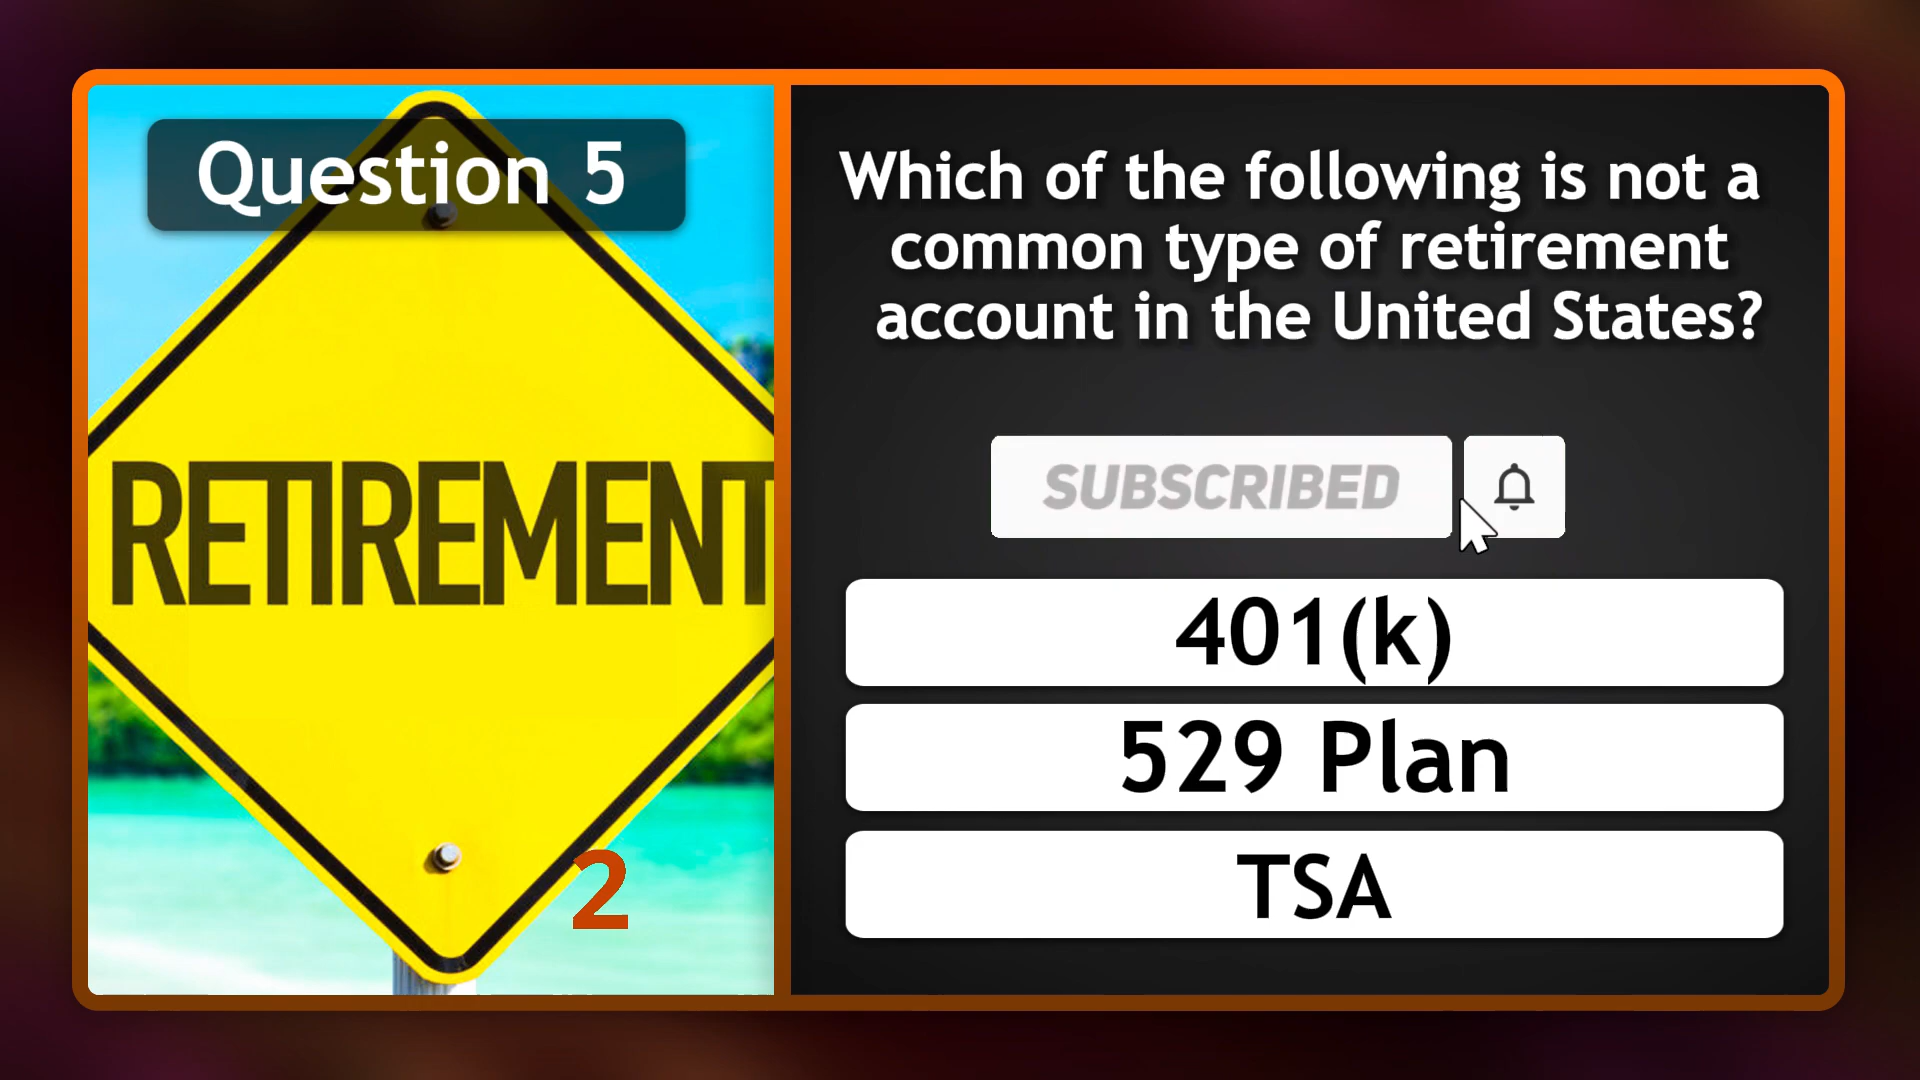 Question 5
RETIREMENT
2
Which of the following is not a
common type of retirement
account in the United States?
SUBSCRIBED
401(k)
529 Plan
TSA